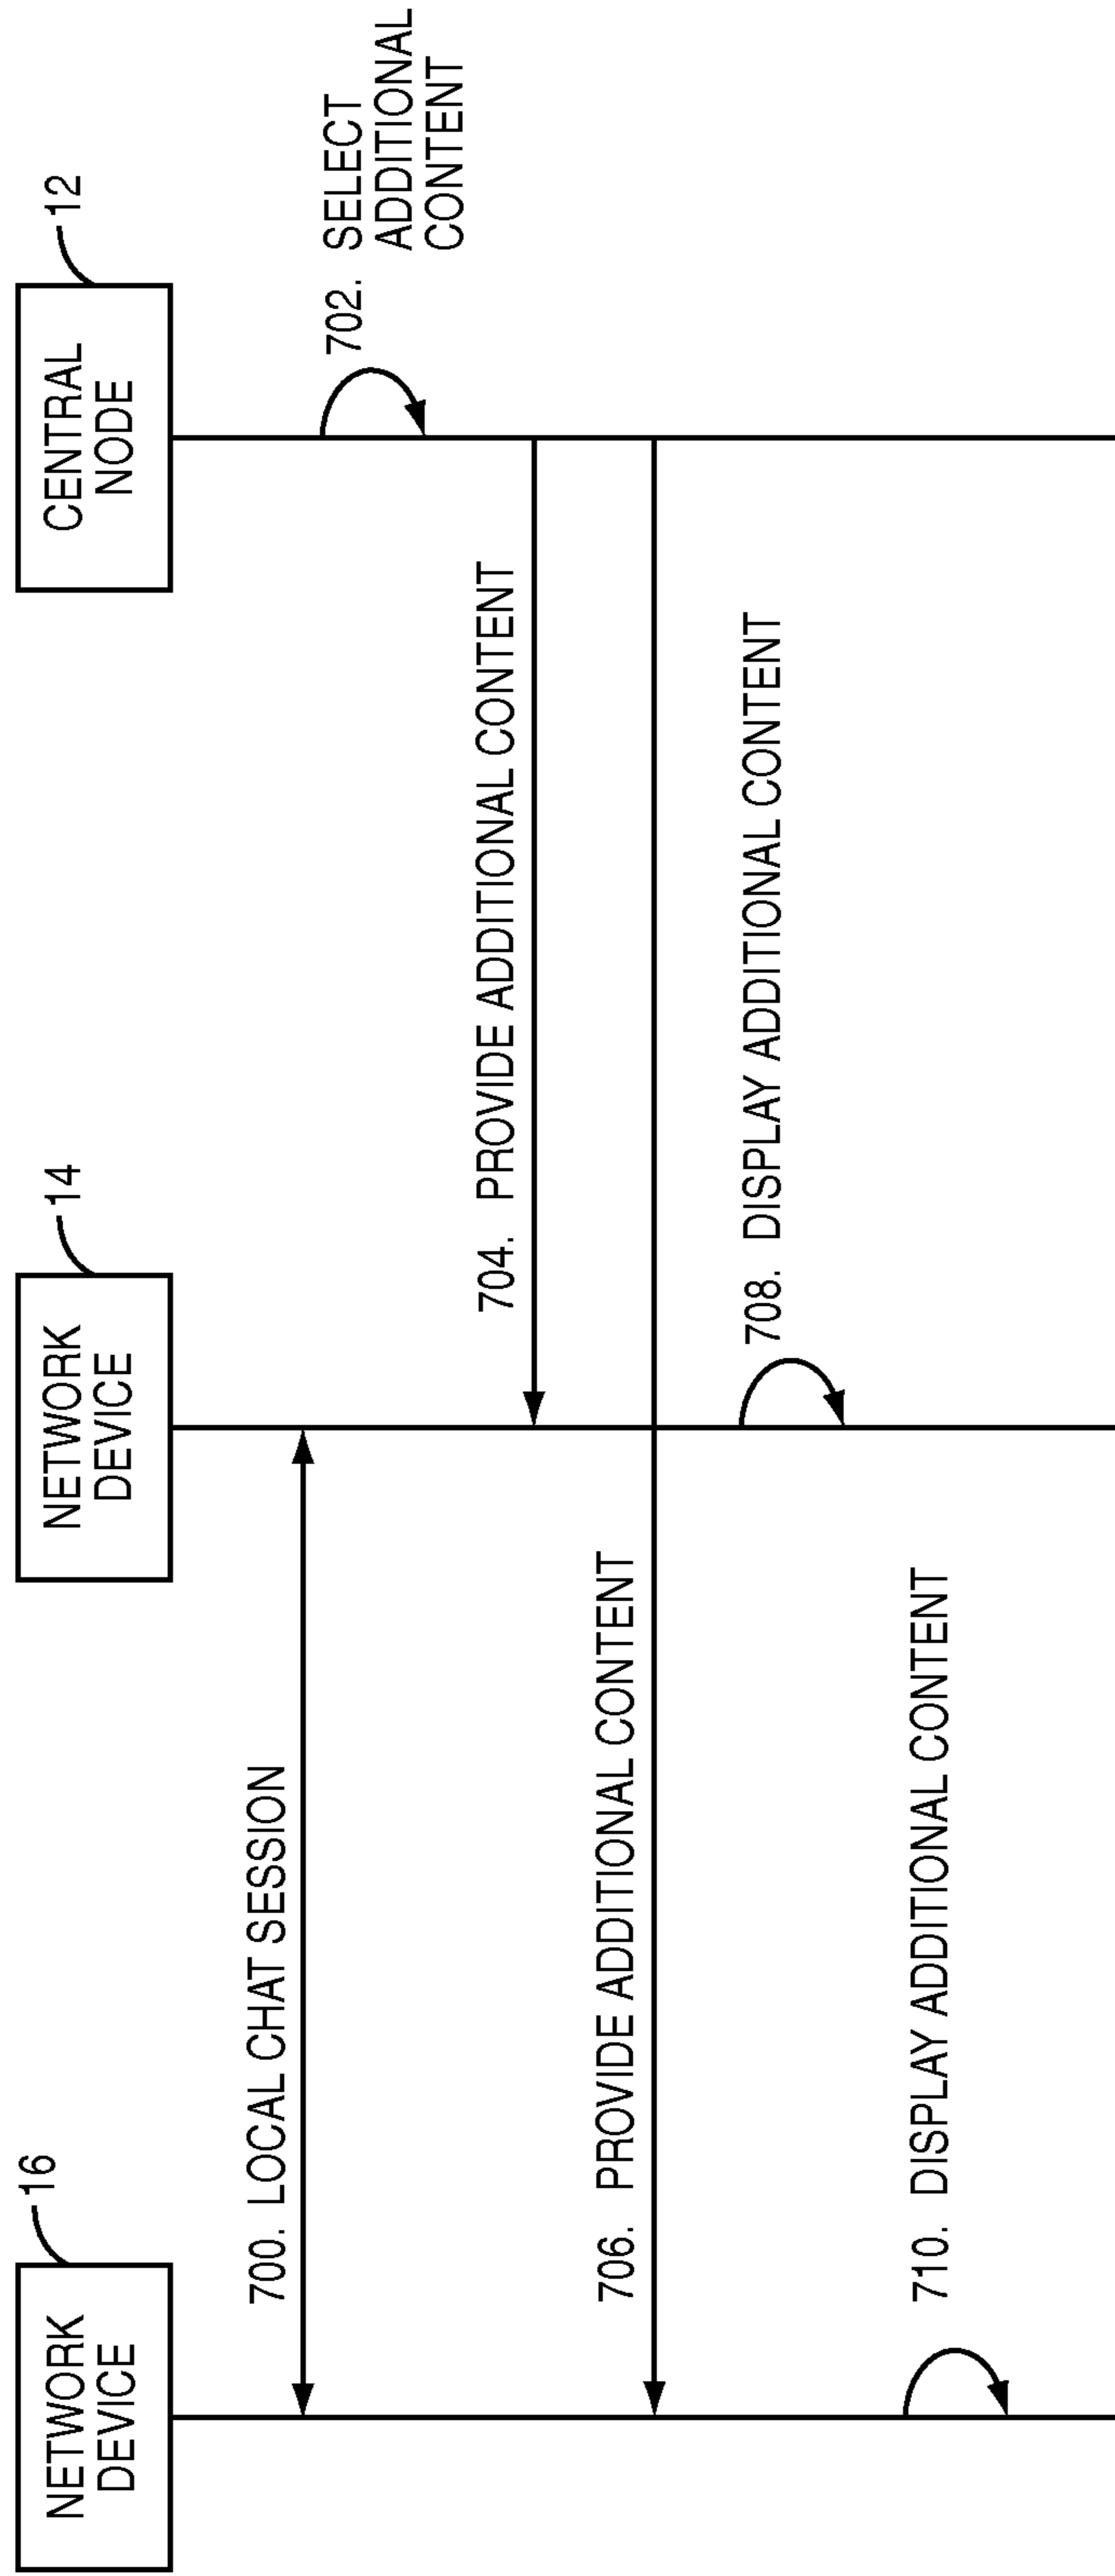 NETWORK
DEVICE
16
NETWORK
DEVICE
14
CENTRAL
NODE
12
700. LOCAL CHAT SESSION
702. SELECT
ADDITIONAL
CONTENT
704. PROVIDE ADDITIONAL CONTENT
706. PROVIDE ADDITIONAL CONTENT
708. DISPLAY ADDITIONAL CONTENT
710. DISPLAY ADDITIONAL CONTENT